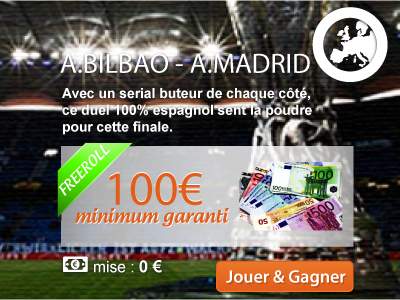 A.BILBAO - A.MADRID
Avec un serial buteur de chaque côté,
ce duel 100% espagnol sent la poudre
pour cette finale.
FREEROLL
100€
minimum garanti
mise : 0 €
Jouer & Gagner